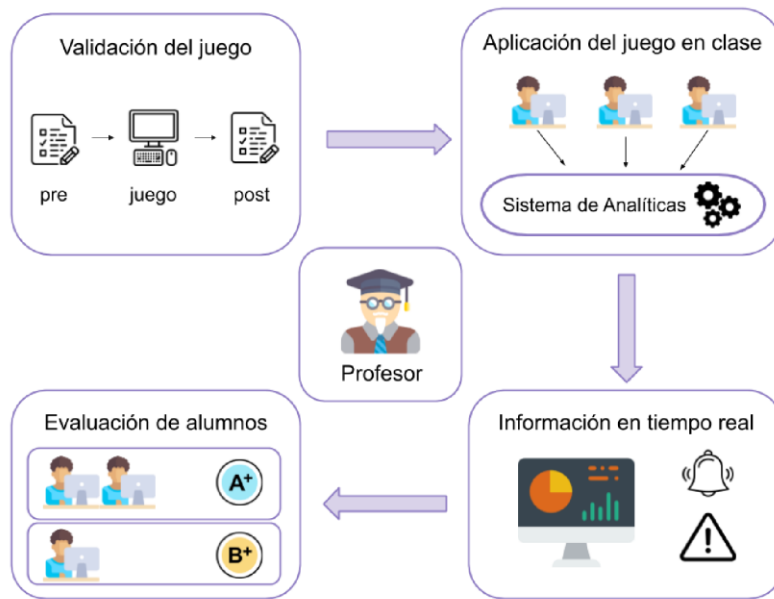 Validación del juego
pre
juego
post
Aplicación del juego en clase
Sistema de Analíticas
Profesor
Información en tiempo real
Evaluación de alumnos
A+
B+